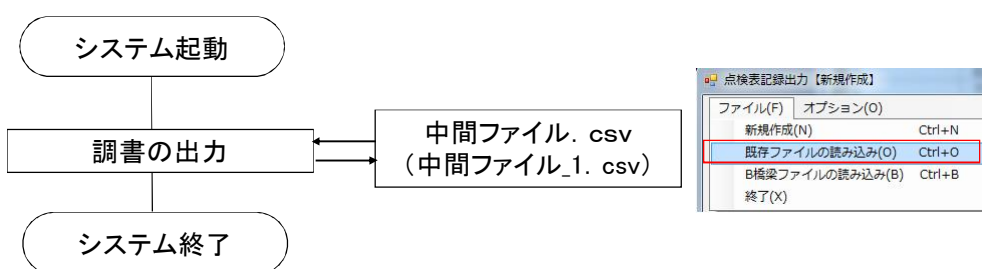 システム起動
調書の出力
システム終了
中間ファイル. csv
（中間ファイル_1. csv）
点検表記録出力【新規作成】
ファイル(F) オプション(O)
新規作成(N) Ctrl+N
既存ファイルの読み込み(O) Ctrl+O
B橋梁ファイルの読み込み(B) Ctrl+B
終了(X)